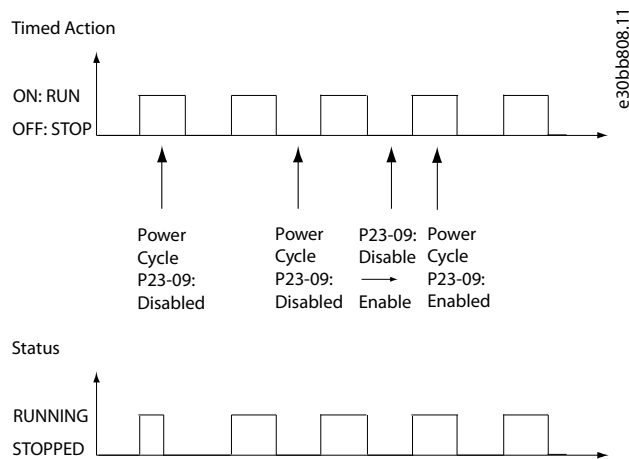 Timed Action
e30bb808.11
ON: RUN
OFF: STOP
Power
Cycle
P23-09:
Disabled
Power
Cycle
P23-09:
Disabled
P23-09:
Disable
Enable
Power
Cycle
P23-09:
Enabled
Status
RUNNING
STOPPED